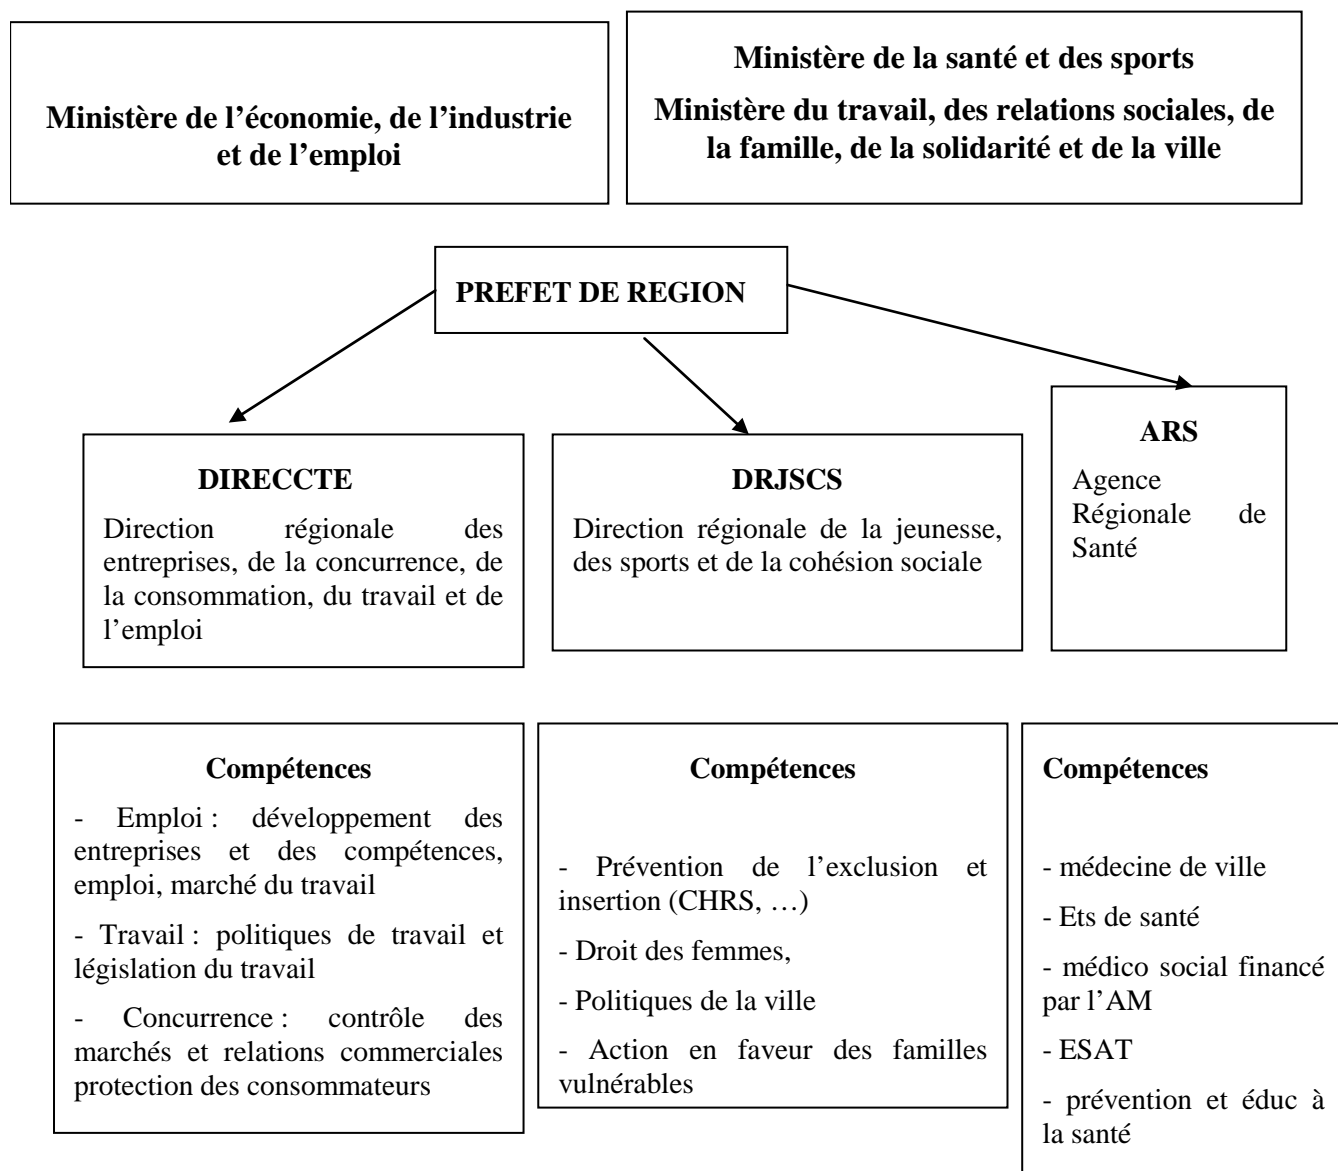 Ministère de l’économie, de l’industrie
et de l’emploi
Ministère de la santé et des sports
Ministère du travail, des relations sociales, de
la famille, de la solidarité et de la ville
PREFET DE REGION
DIRECCTE
Direction régionale des
entreprises, de la concurrence, de
la consommation, du travail et de
l’emploi
DRJSCS
Direction régionale de la jeunesse,
des sports et de la cohésion sociale
ARS
Agence
Régionale de
Santé
Compétences
- Emploi : développement des
entreprises et des compétences,
emploi, marché du travail
- Travail : politiques de travail et
législation du travail
- Concurrence : contrôle des
marchés et relations commerciales
protection des consommateurs
Compétences
- Prévention de l’exclusion et
insertion (CHRS, …)
- Droit des femmes,
- Politiques de la ville
- Action en faveur des familles
vulnérables
Compétences
- médecine de ville
- Ets de santé
- médico social financé
par l’AM
- ESAT
- prévention et éduc à
la santé